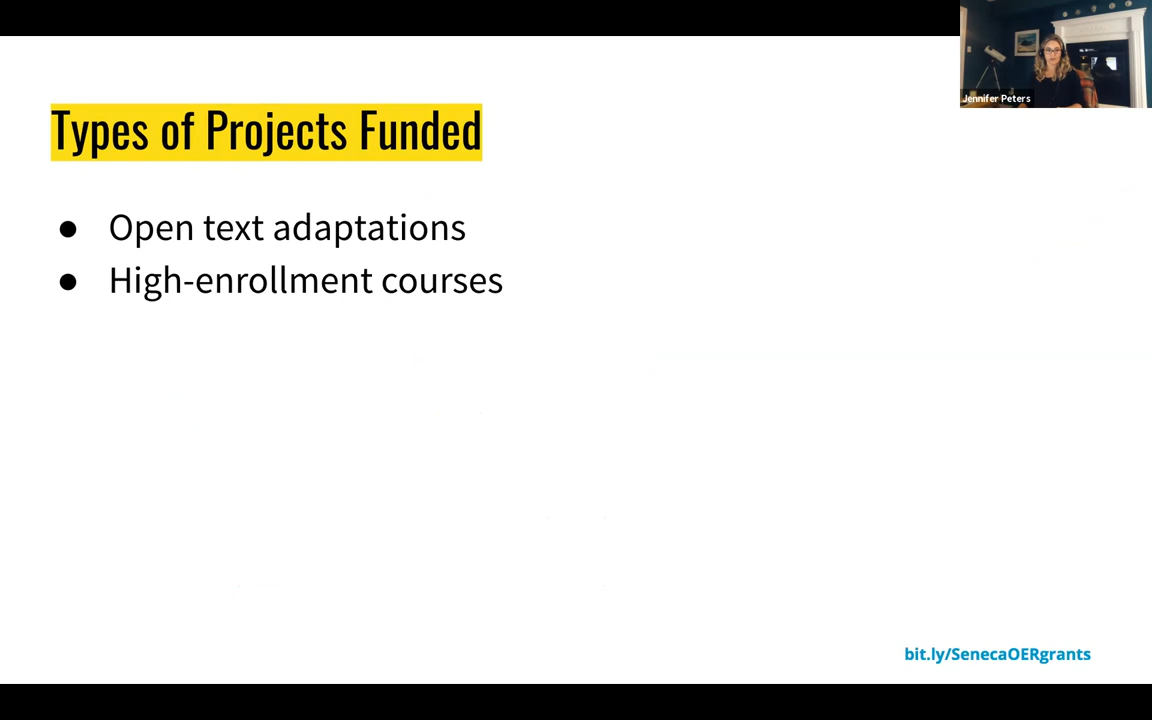 Jennifer Peters
Types of Projects Funded
● Open text adaptations
● High-enrollment courses
bit.ly/SenecaOERgrants